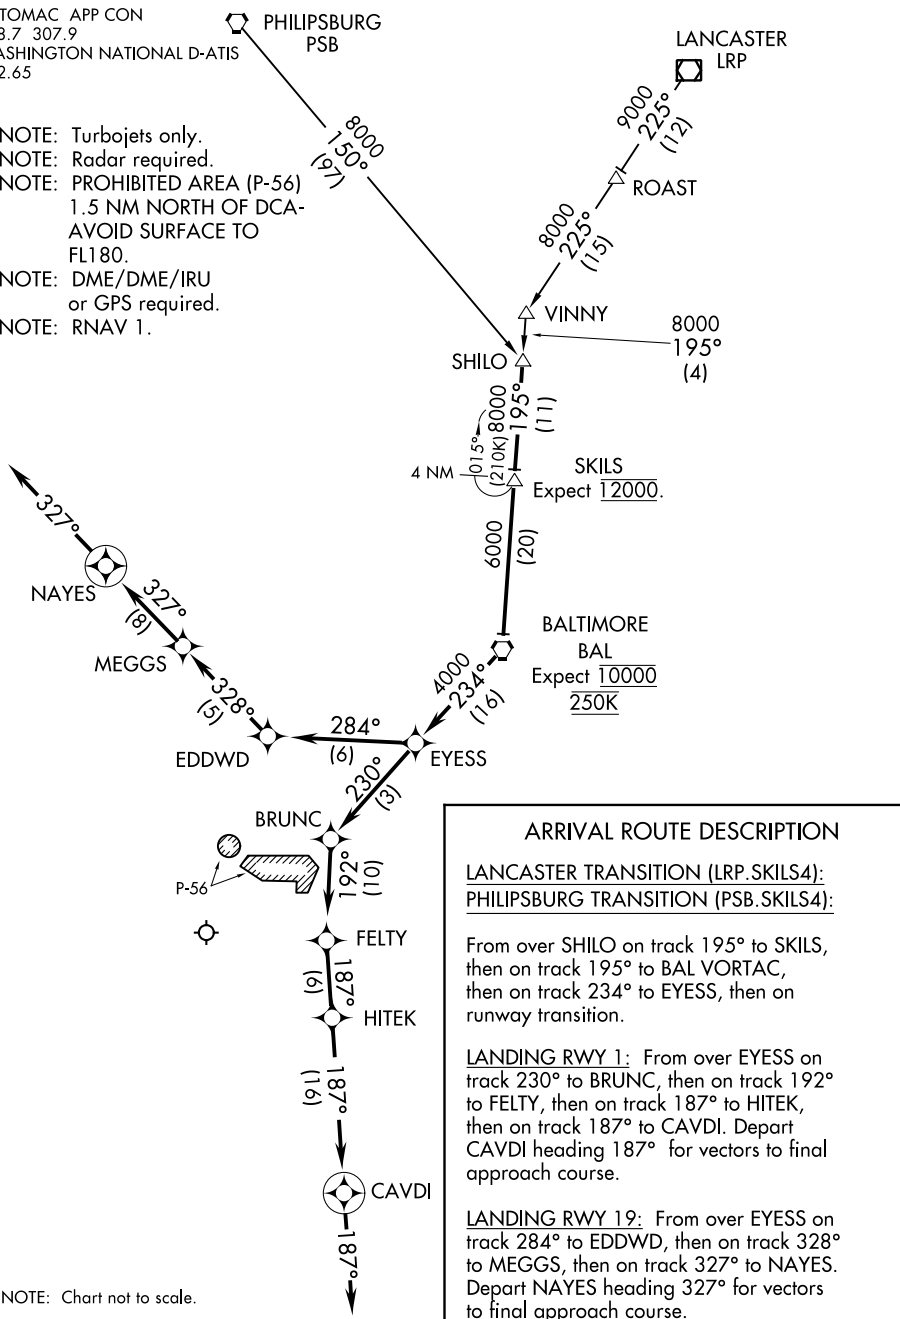 TOMAC APP CON
8.7 307.9
ASHINGTON NATIONAL D-ATIS
2.65
PHILIPSBURG
PSB
LANCASTER
LRP
NOTE: Turbojets only.
NOTE: Radar required.
NOTE: PROHIBITED AREA (P-56)
1.5 NM NORTH OF DCA-
AVOID SURFACE TO
FL180.
NOTE: DME/DME/IRU
or GPS required.
NOTE: RNAV 1.
8000
150°
(97)
9000
225°
(12)
ROAST
8000
225°
(15)
VINNY
8000
195°
(4)
SHILO
8000
195°
(11)
015°
(210K)
4 NM
SKILS
Expect 12000.
6000
(20)
BALTIMORE
BAL
Expect 10000
250K
4000
234°
(16)
327°
NAYES
327°
(8)
MEGGS
328°
(5)
EDDWD
284°
(6)
EYESS
230°
(3)
BRUNC
P-56
192°
(10)
FELTY
187°
(6)
HITEK
187°
(16)
CAVDI
187°
ARRIVAL ROUTE DESCRIPTION
LANCASTER TRANSITION (LRP.SKILS4):
PHILIPSBURG TRANSITION (PSB.SKILS4):
From over SHILO on track 195° to SKILS,
then on track 195° to BAL VORTAC,
then on track 234° to EYESS, then on
runway transition.
LANDING RWY 1: From over EYESS on
track 230° to BRUNC, then on track 192°
to FELTY, then on track 187° to HITEK,
then on track 187° to CAVDI. Depart
CAVDI heading 187° for vectors to final
approach course.
LANDING RWY 19: From over EYESS on
track 284° to EDDWD, then on track 328°
to MEGGS, then on track 327° to NAYES.
Depart NAYES heading 327° for vectors
to final approach course.
NOTE: Chart not to scale.